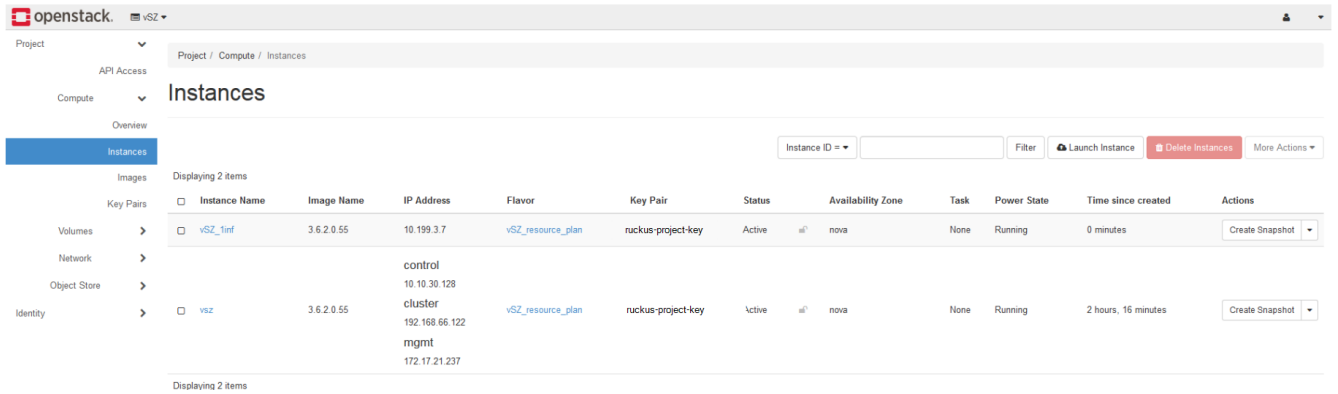 openstack. vSZ
Project
API Access
Compute
Overview
Instances
Images
Key Pairs
Volumes
Network
Object Store
Identity
Project / Compute / Instances
Instances
Instance ID = Filter Launch Instance Delete Instances More Actions
Displaying 2 items
Instance Name Image Name IP Address Flavor Key Pair Status Availability Zone Task Power State Time since created Actions
vSZ_1inf 3.6.2.0.55 10.199.3.7 vSZ_resource_plan ruckus-project-key Active nova None Running 0 minutes Create Snapshot
control
10.10.30.128
cluster
vsz 3.6.2.0.55 192.168.66.122 vSZ_resource_plan ruckus-project-key Active nova None Running 2 hours, 16 minutes Create Snapshot
mgmt
172.17.21.237
Displaying 2 items